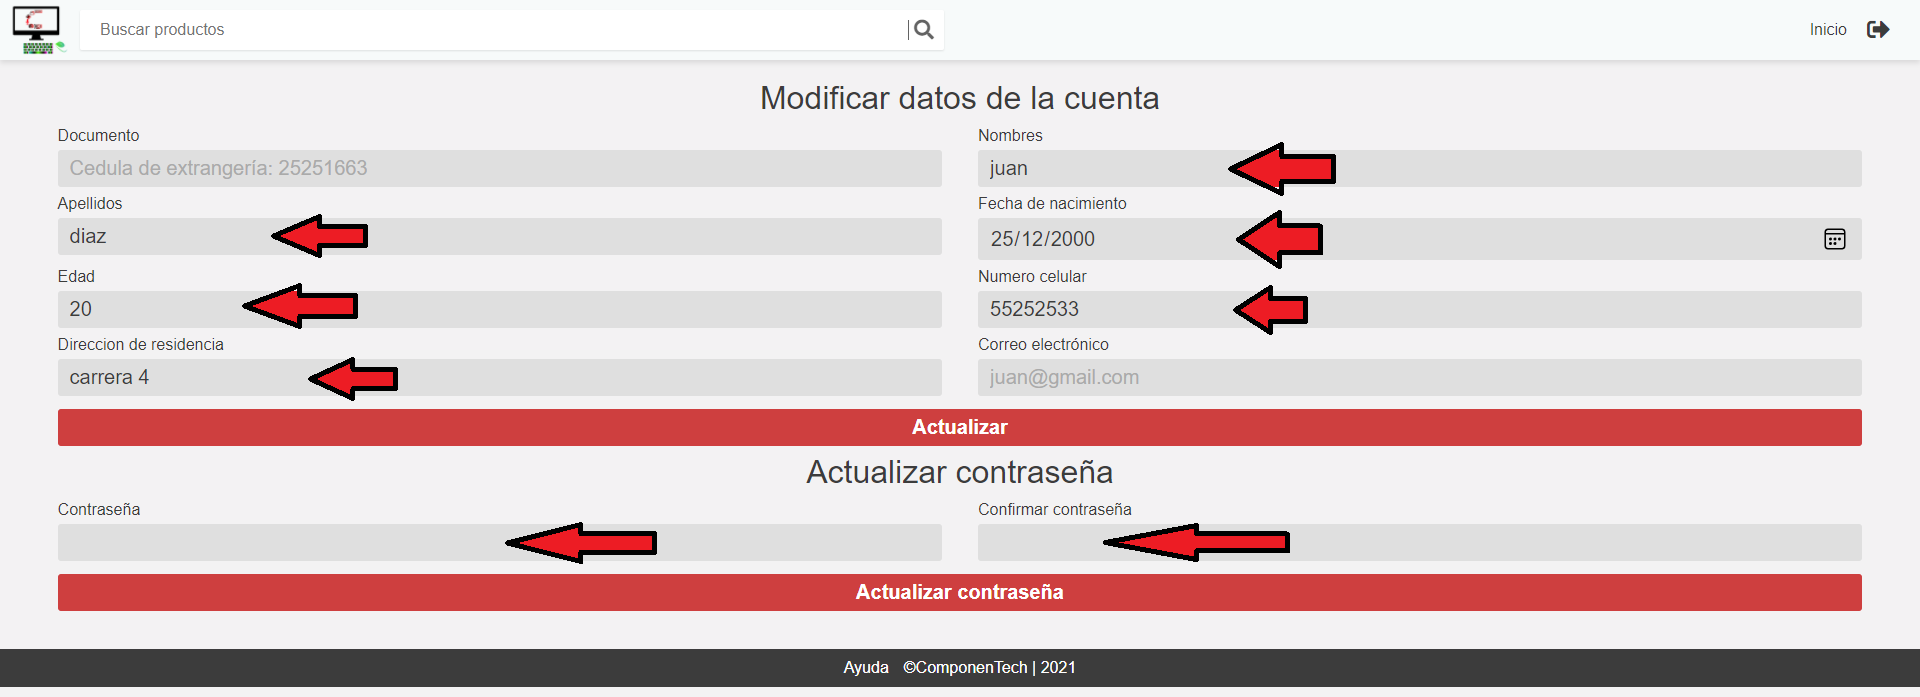 Buscar productos
Inicio
Modificar datos de la cuenta
Documento
Nombres
Cedula de extrangería: 25251663
juan
Apellidos
Fecha de nacimiento
diaz
25/12/2000
Edad
Numero celular
20
55252533
Direccion de residencia
Correo electrónico
carrera 4
juan@gmail.com
Actualizar
Actualizar contraseña
Contraseña
Confirmar contraseña
Actualizar contraseña
Ayuda ©ComponenTech | 2021